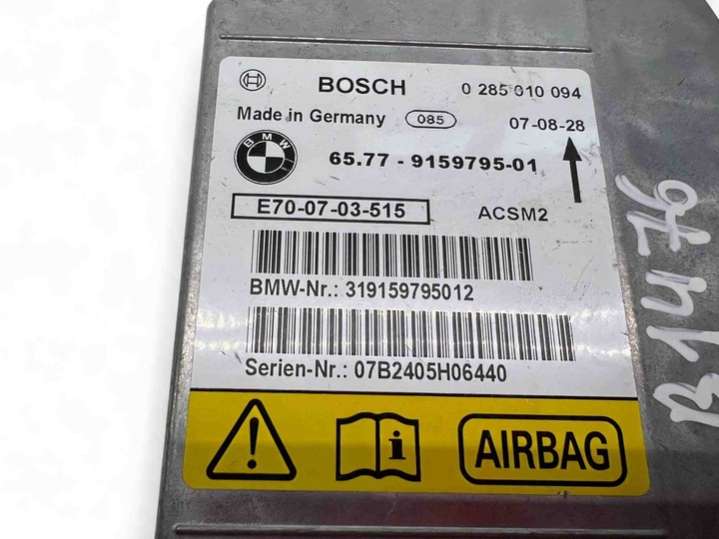 BOSCH 0 285 010 094
Made in Germany 085 07-08-28
BMW 65.77 - 9159795-01
E70-07-03-515 ACSM2
BMW-Nr.: 319159795012
Serien-Nr.: 07B2405H06440
AIRBAG